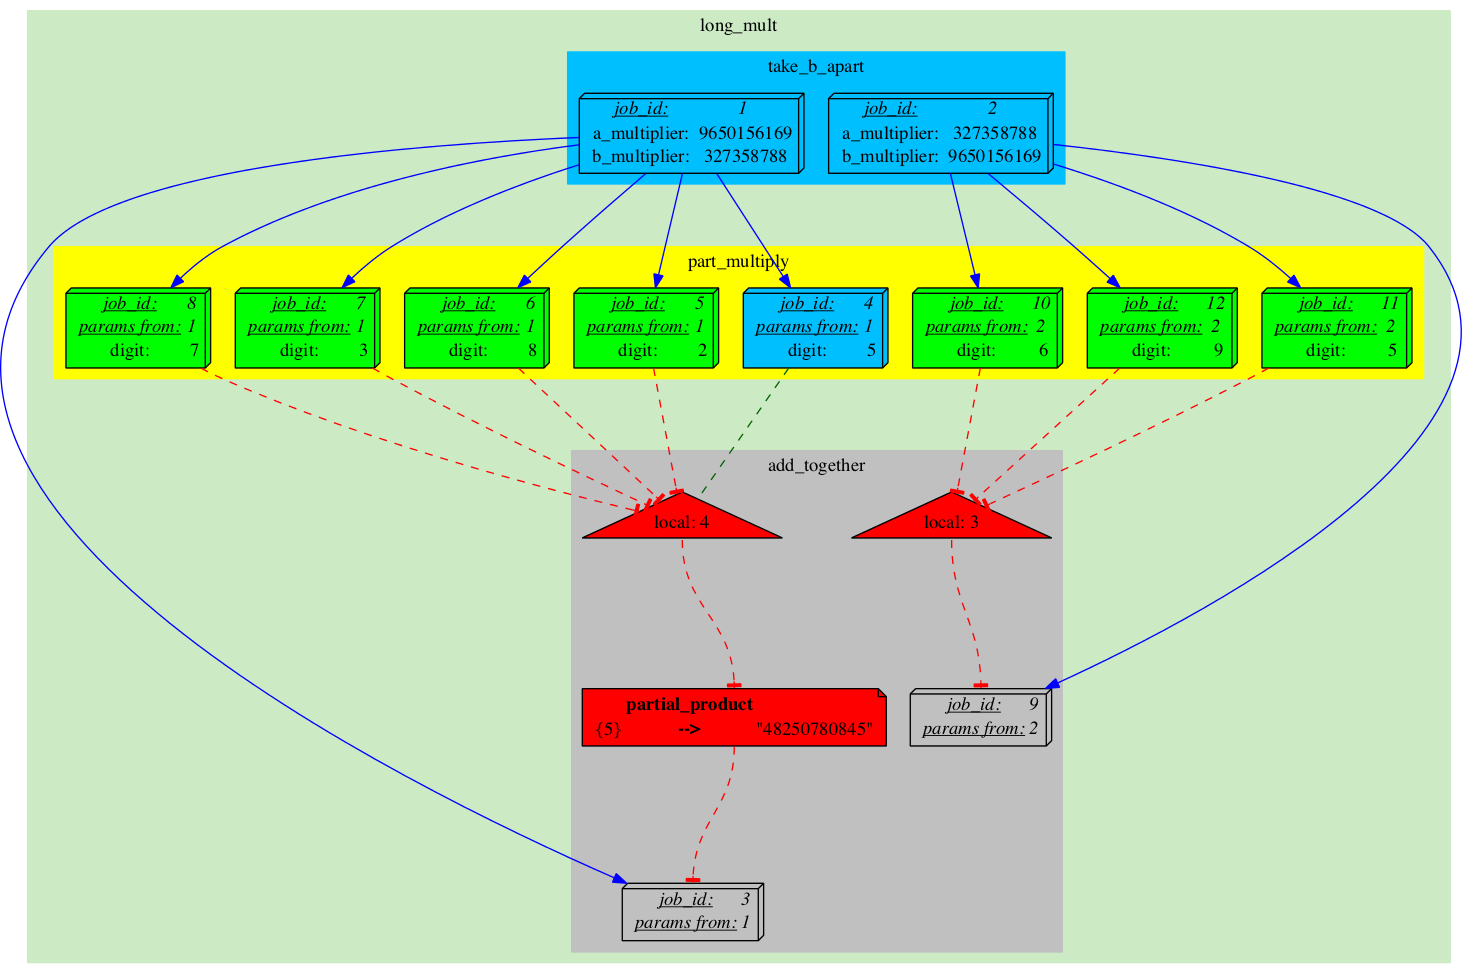 long_mult
take_b_apart
job_id: 1
a_multiplier: 9650156169
b_multiplier: 327358788
job_id: 2
a_multiplier: 327358788
b_multiplier: 9650156169
part_multiply
job_id: 8
params from: 1
digit: 7
job_id: 7
params from: 1
digit: 3
job_id: 6
params from: 1
digit: 8
job_id: 5
params from: 1
digit: 2
job_id: 4
params from: 1
digit: 5
job_id: 10
params from: 2
digit: 6
job_id: 12
params from: 2
digit: 9
job_id: 11
params from: 2
digit: 5
add_together
local: 4
local: 3
partial_product
{5} --> "48250780845"
job_id: 9
params from: 2
job_id: 3
params from: 1